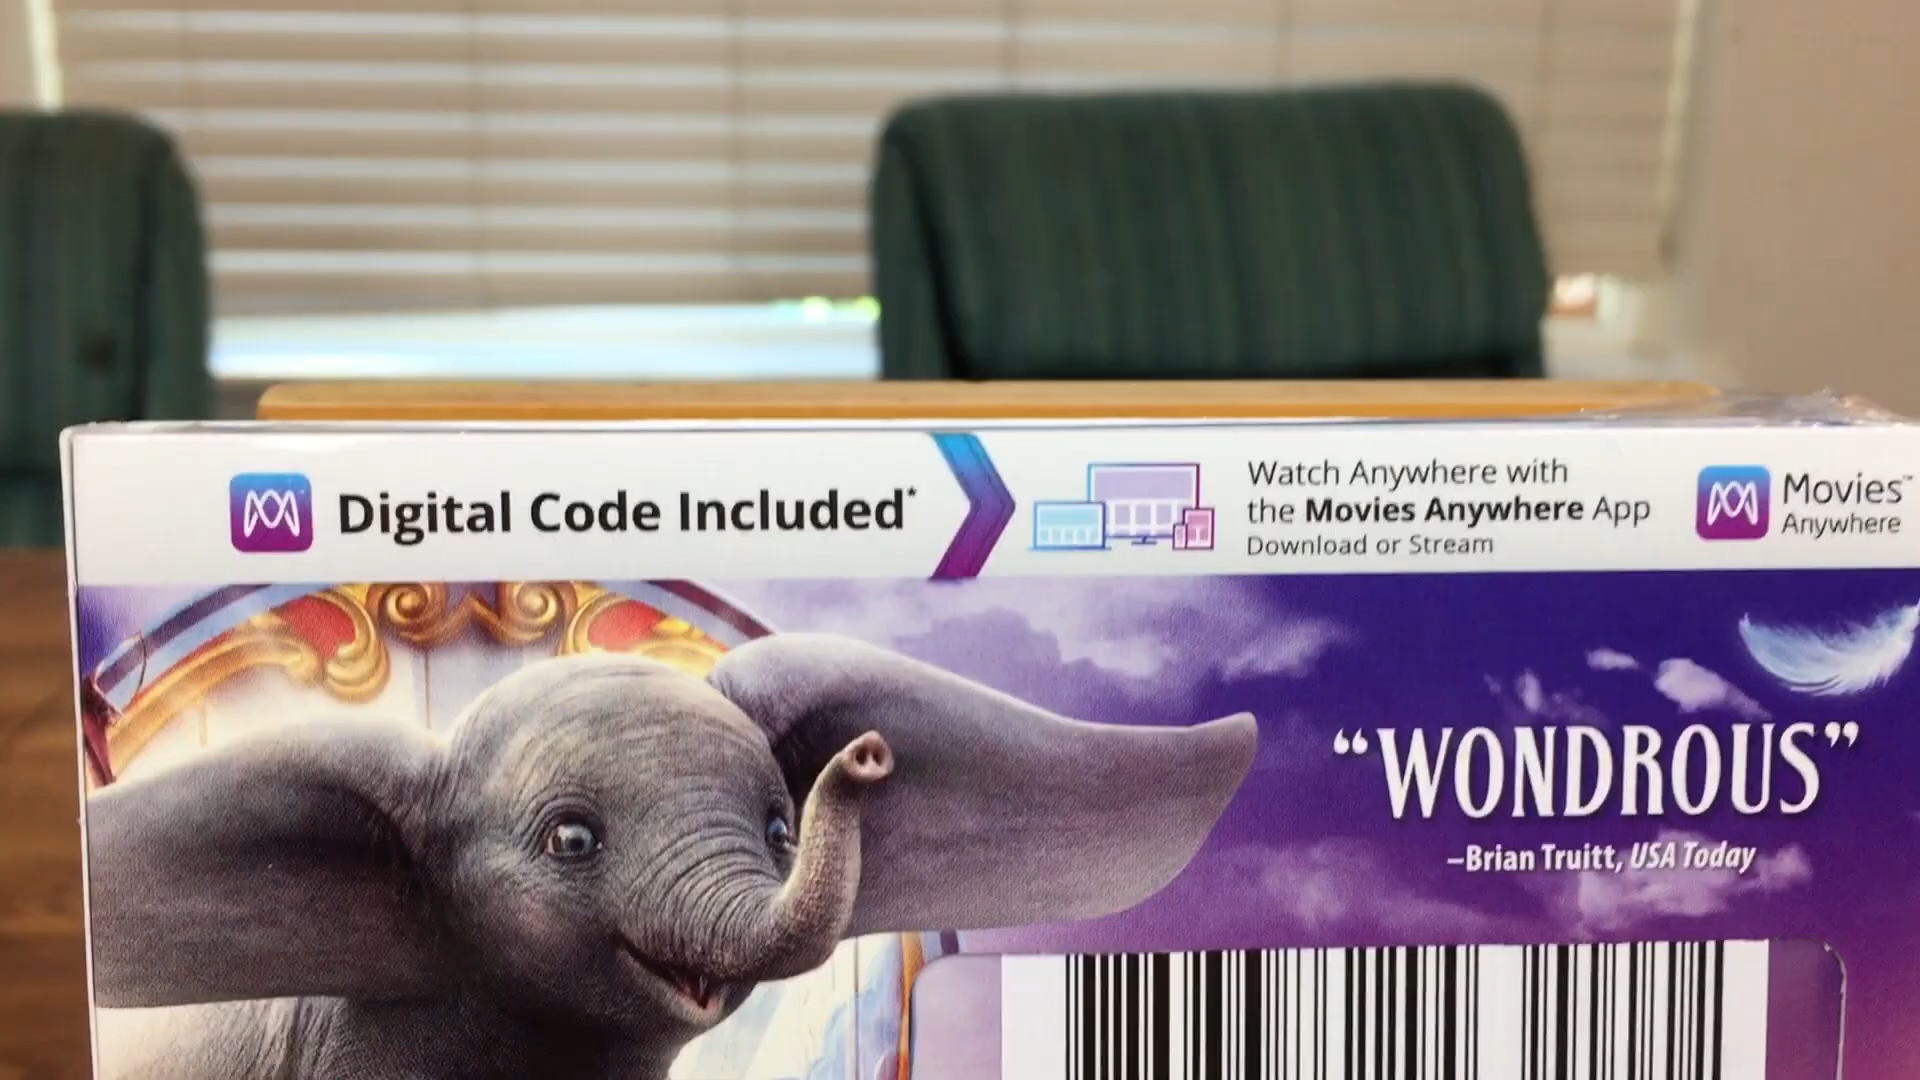 Digital Code Included*
Watch Anywhere with
the Movies Anywhere App
Download or Stream
Movies™
Anywhere
“WONDROUS”
–Brian Truitt, USA Today